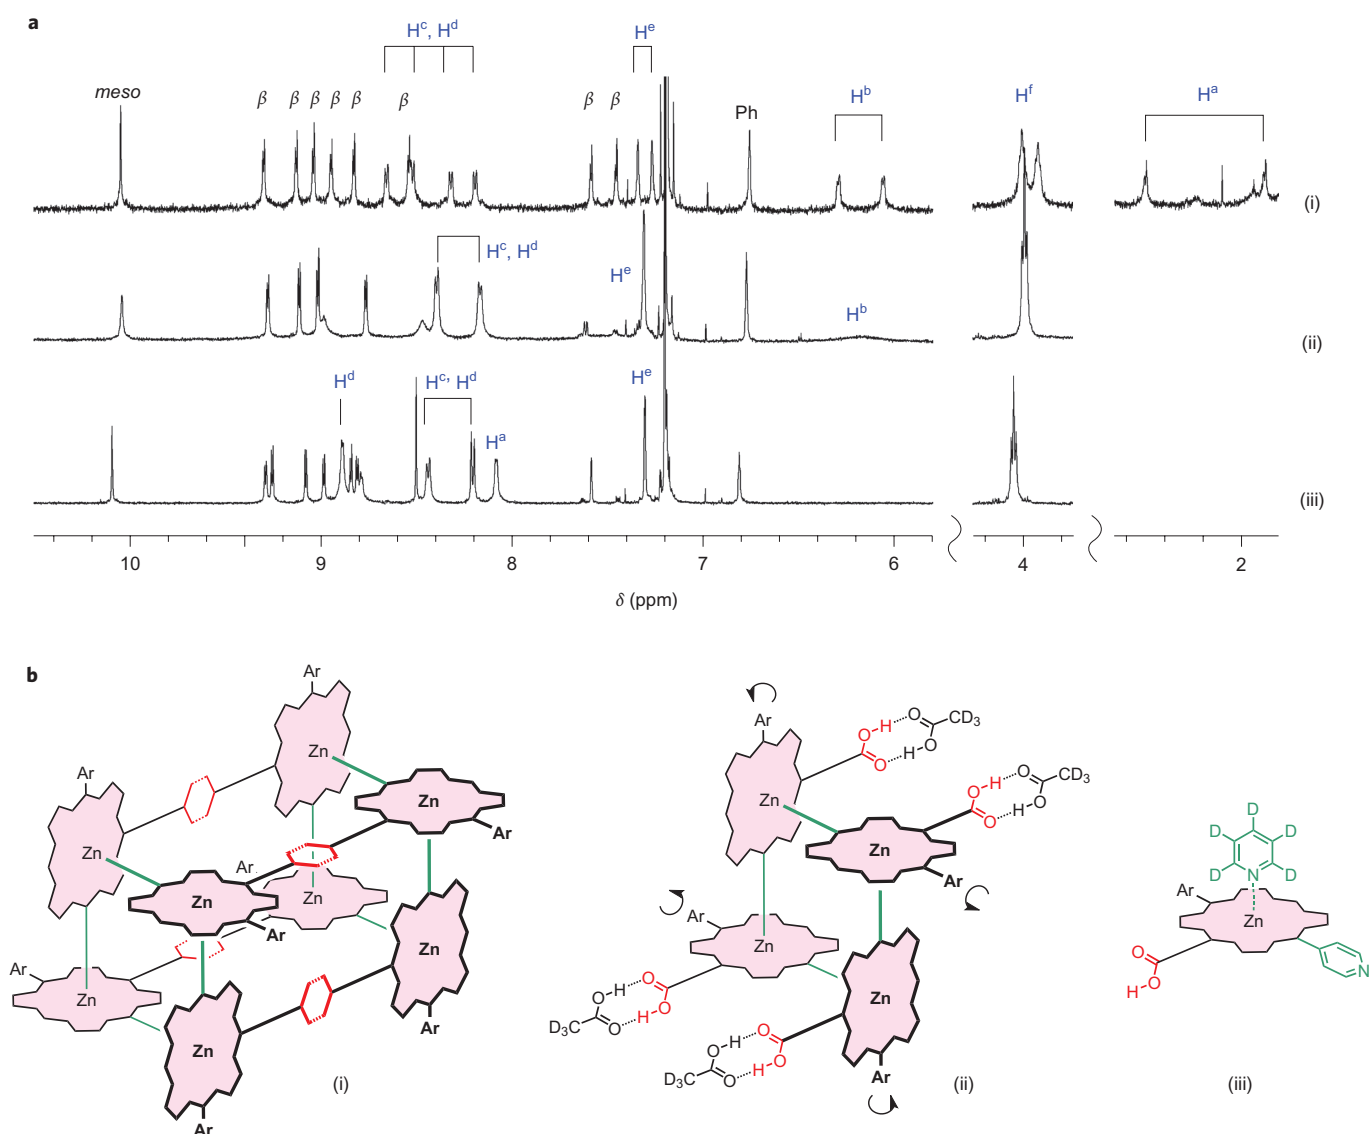 a
Hᶜ, Hᵈ
Hᵉ
meso
β β β β β β β β
Ph
Hᵇ
Hᶠ
Hᵃ
(i)
Hᶜ, Hᵈ
Hᵉ
Hᵇ
(ii)
Hᵈ
Hᶜ, Hᵈ
Hᵉ
Hᵃ
(iii)
10 9 8 7 6 4 2
δ (ppm)
b
Ar
Zn
Ar
Zn
Ar
Zn
Zn
Ar
Zn
Ar
Zn
Ar
Zn
Ar
Zn
Ar
(i)
Ar
Zn
O H O CD₃
O H O
O H O CD₃
O H O
Zn
Ar
Ar
Zn
O H O
D₃C O H O
Zn
O H O
D₃C O H O
Ar
(ii)
D
D D
D N D
Ar
Zn
O
H O
N
(iii)